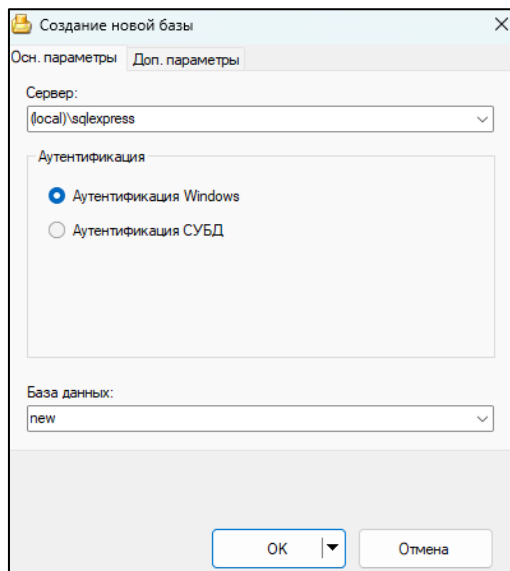 Создание новой базы
Осн. параметры Доп. параметры
Сервер:
(local)\sqlexpress
Аутентификация
Аутентификация Windows
Аутентификация СУБД
База данных:
new
OK Отмена